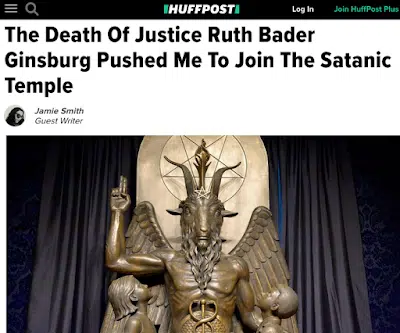 HUFFPOST
Log In
Join HuffPost Plus
The Death Of Justice Ruth Bader
Ginsburg Pushed Me To Join The Satanic
Temple
Jamie Smith
Guest Writer